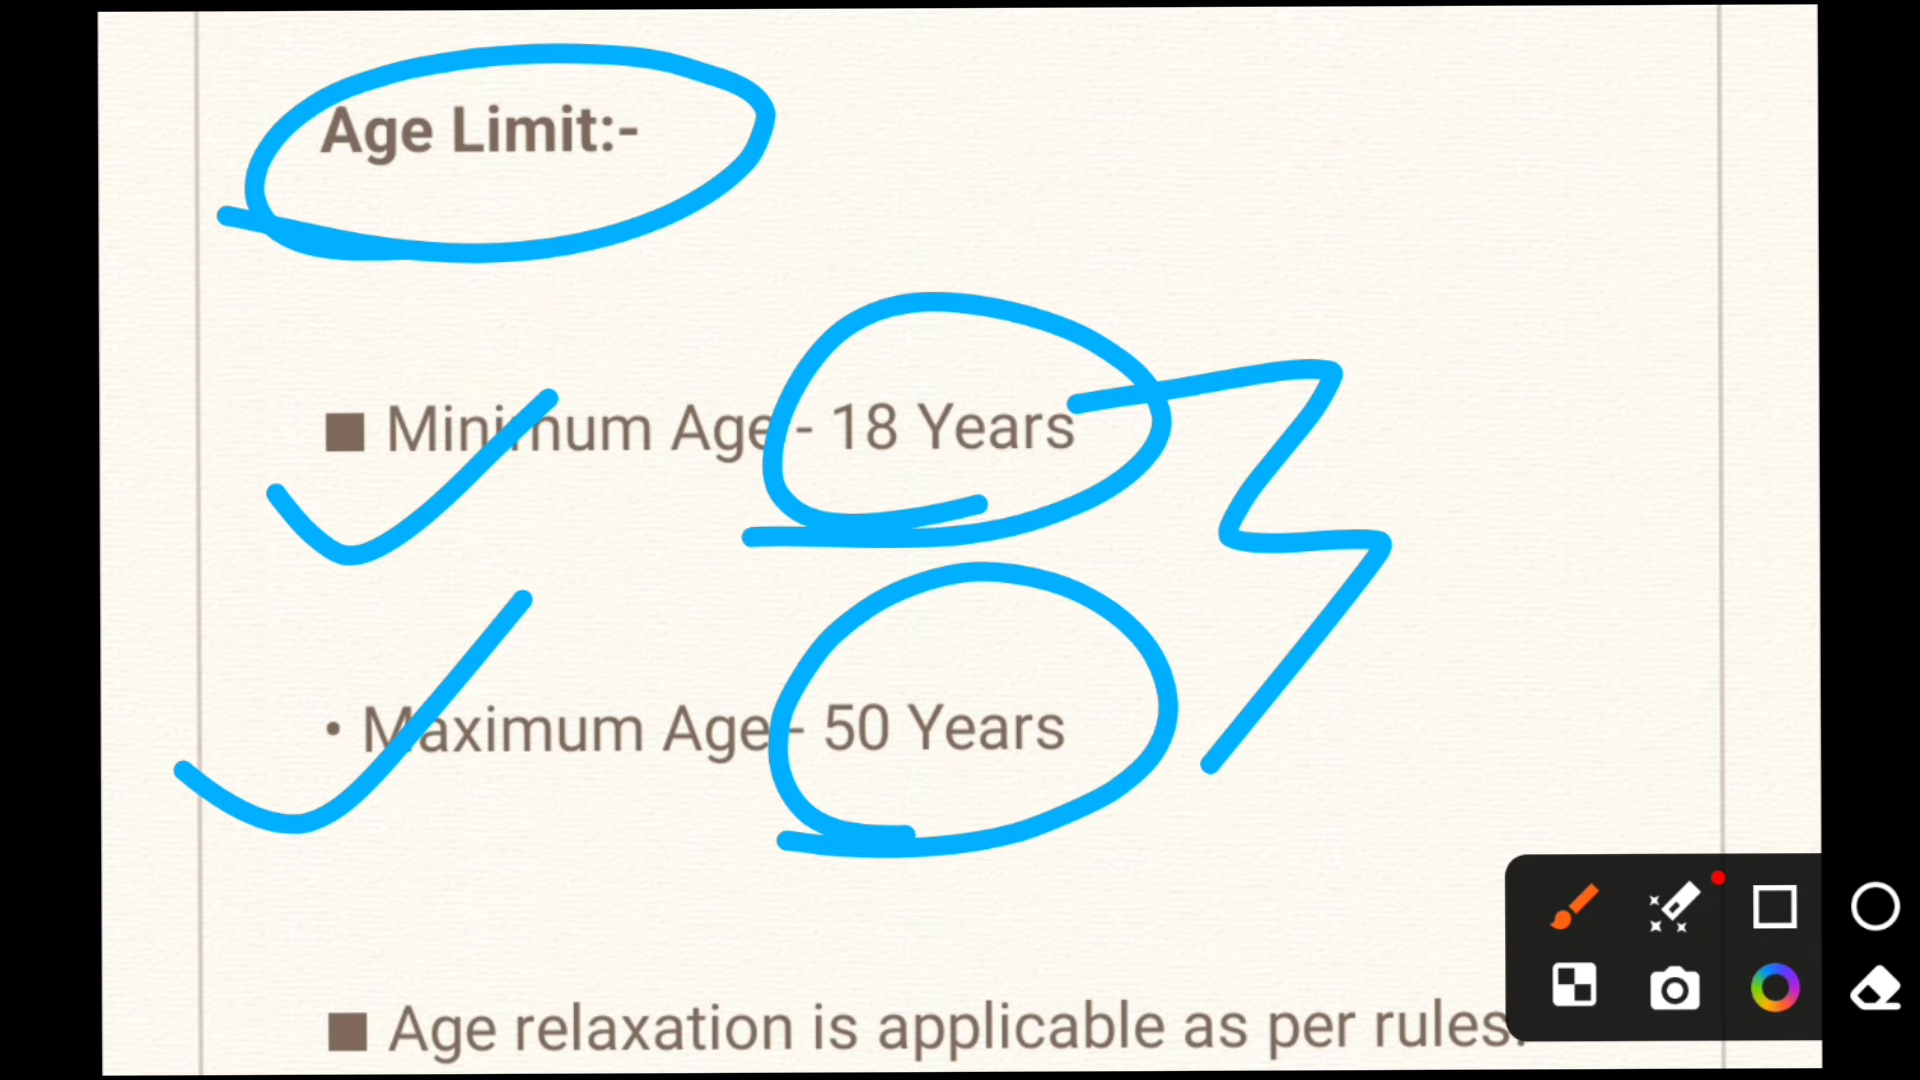 Age Limit:-
■ Minimum Age - 18 Years
• Maximum Age - 50 Years
■ Age relaxation is applicable as per rules.